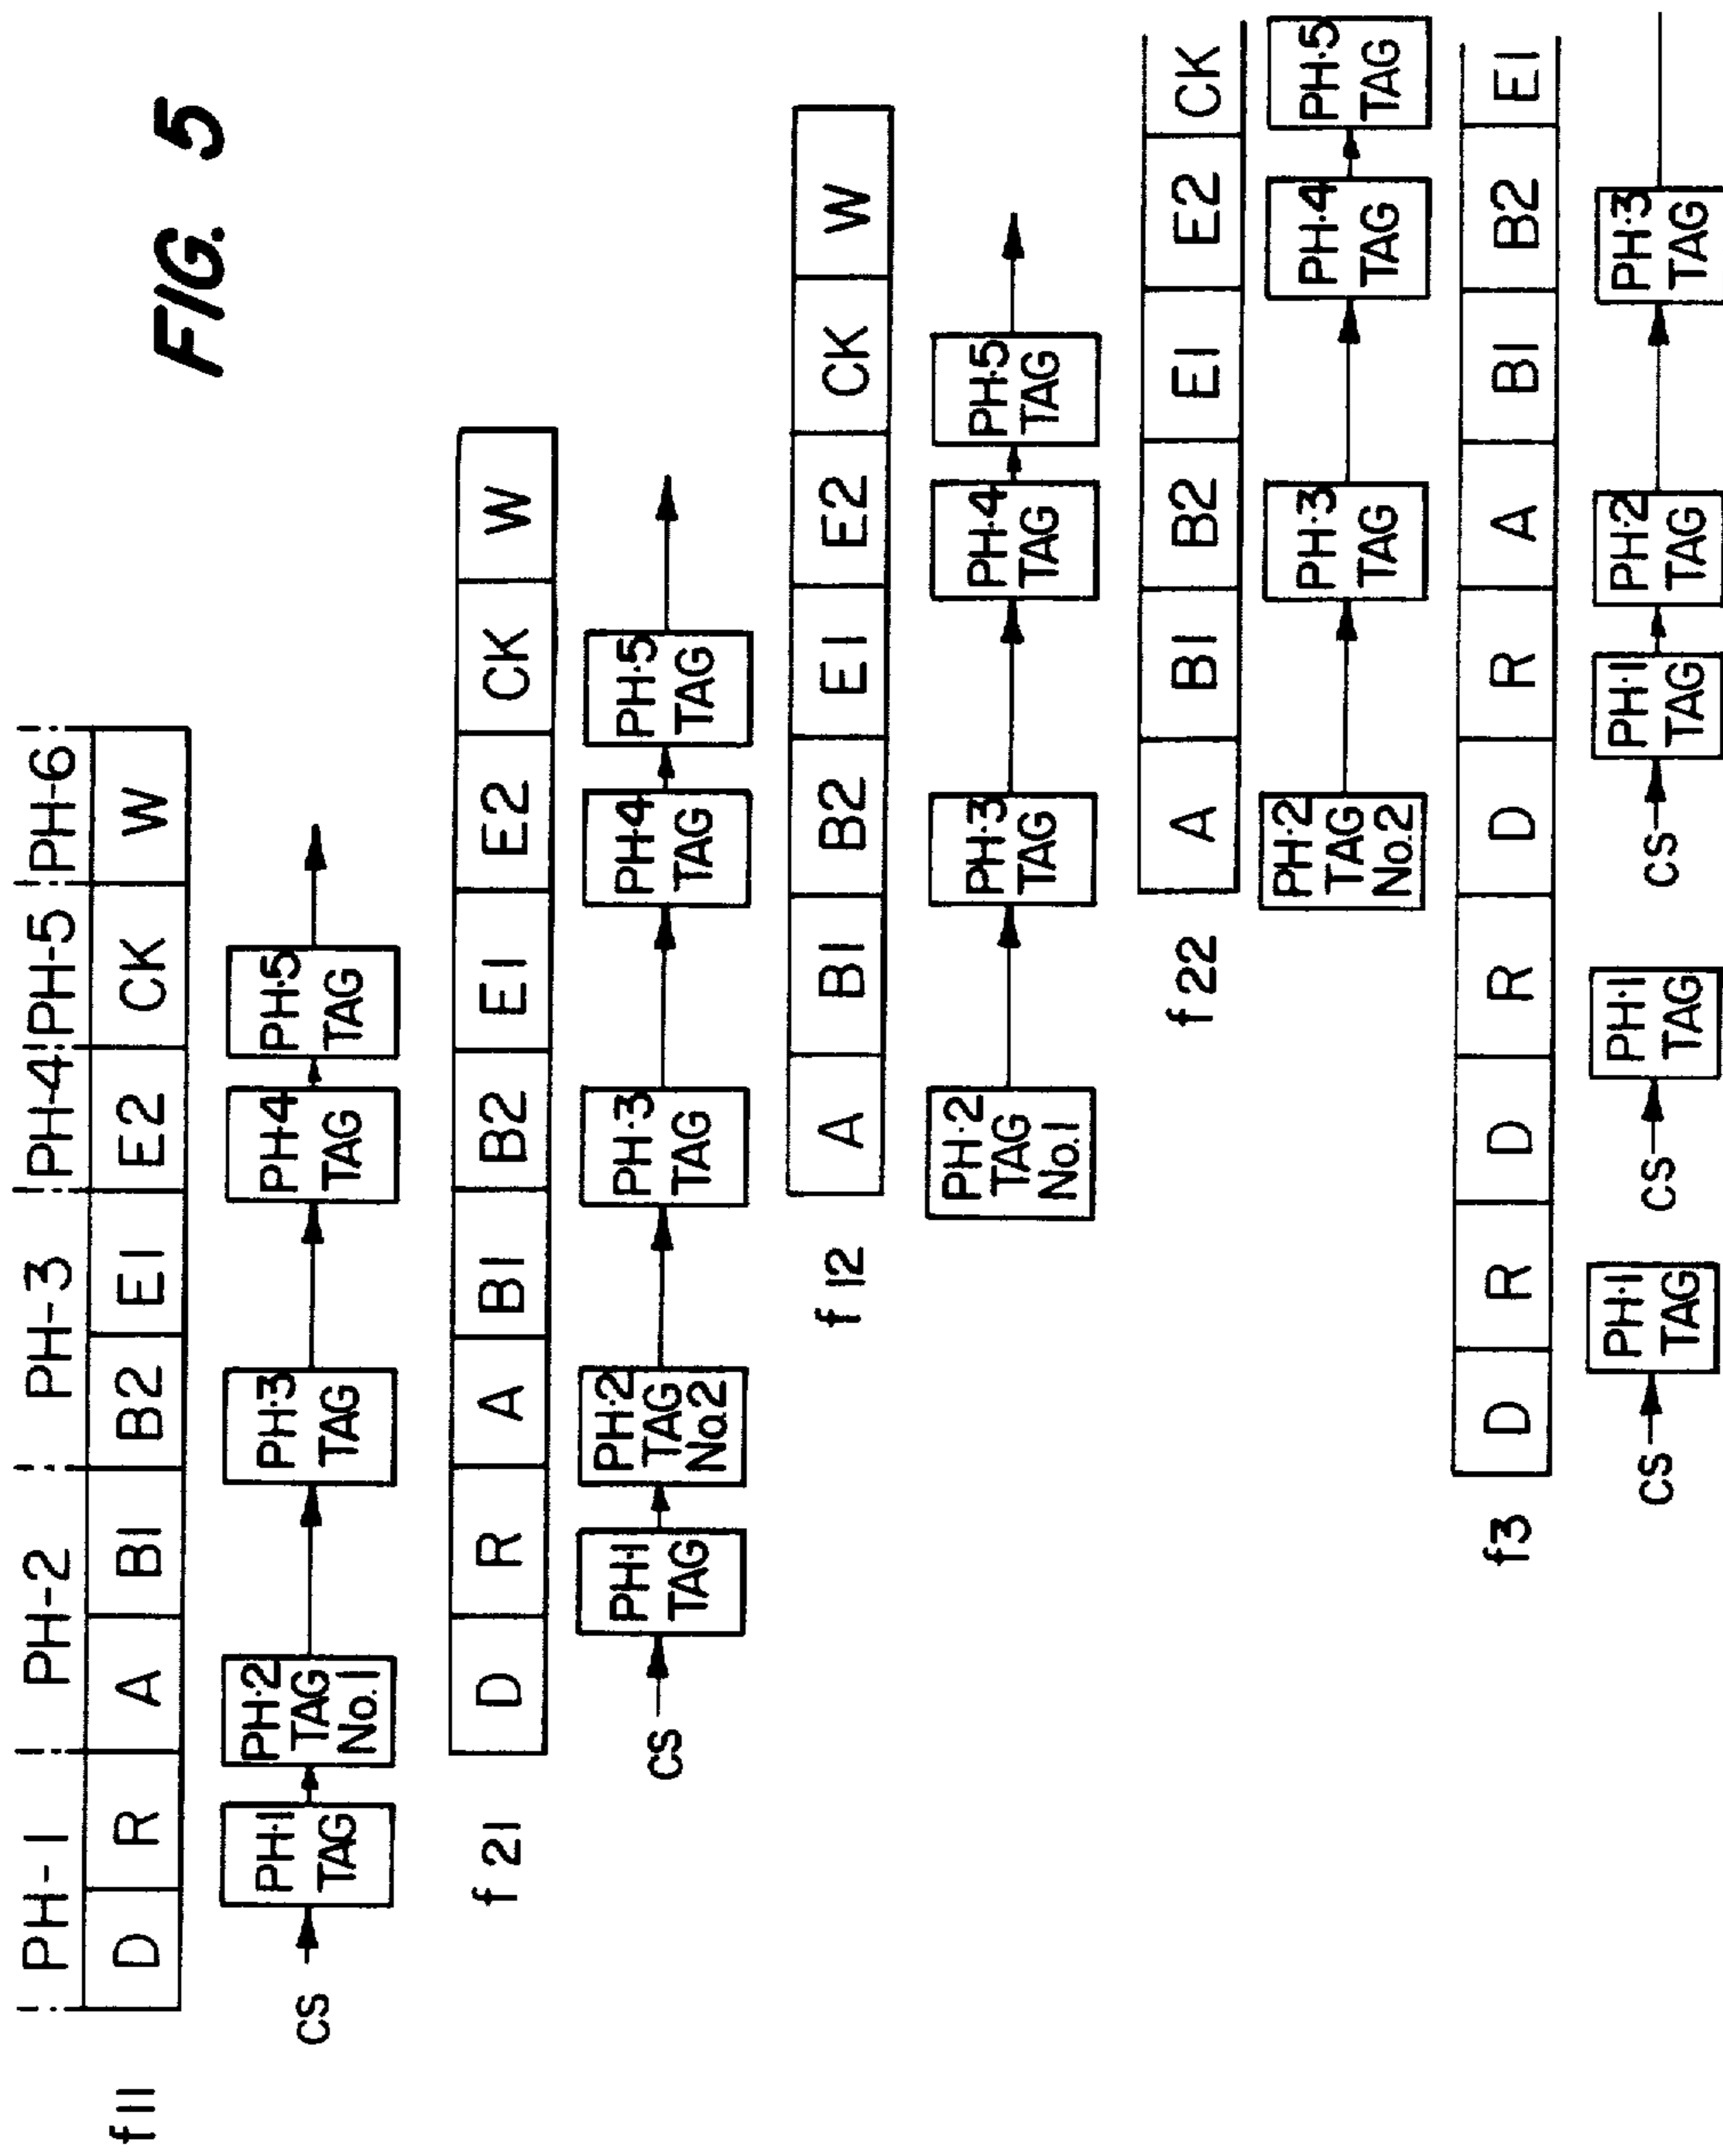 FIG. 5
PH-1 PH-2 PH-3 PH-4 PH-5 PH-6
f11 D R A B1 B2 E1 E2 CK W
CS PH·1 TAG PH·2 TAG No.1 PH·3 TAG PH·4 TAG PH·5 TAG
f21 D R A B1 B2 E1 E2 CK W
CS PH·1 TAG PH·2 TAG No.2 PH·3 TAG PH·4 TAG PH·5 TAG
f12 A B1 B2 E1 E2 CK W
PH·2 TAG No.1 PH·3 TAG PH·4 TAG PH·5 TAG
f22 A B1 B2 E1 E2 CK
PH·2 TAG No.2 PH·3 TAG PH·4 TAG PH·5 TAG
f3 D R D R D R A B1 B2 E1
CS PH·1 TAG CS PH·1 TAG CS PH·1 TAG PH·2 TAG PH·3 TAG